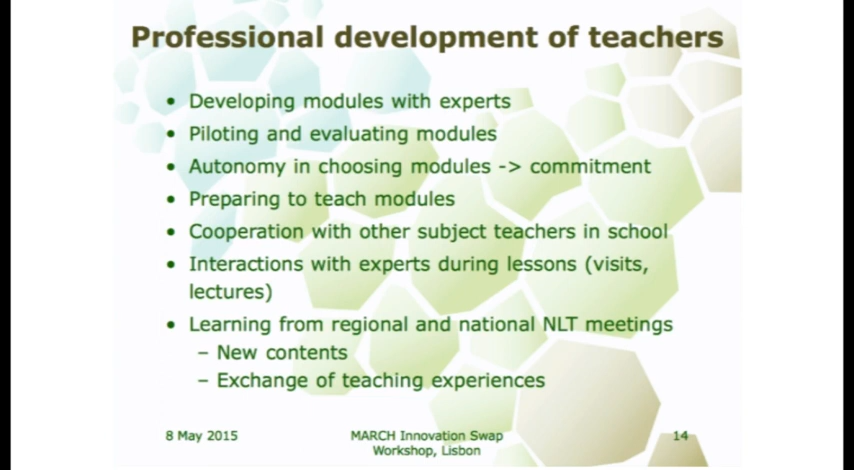 Professional development of teachers
• Developing modules with experts
• Piloting and evaluating modules
• Autonomy in choosing modules -> commitment
• Preparing to teach modules
• Cooperation with other subject teachers in school
• Interactions with experts during lessons (visits,
lectures)
• Learning from regional and national NLT meetings
– New contents
– Exchange of teaching experiences
8 May 2015
MARCH Innovation Swap
Workshop, Lisbon
14